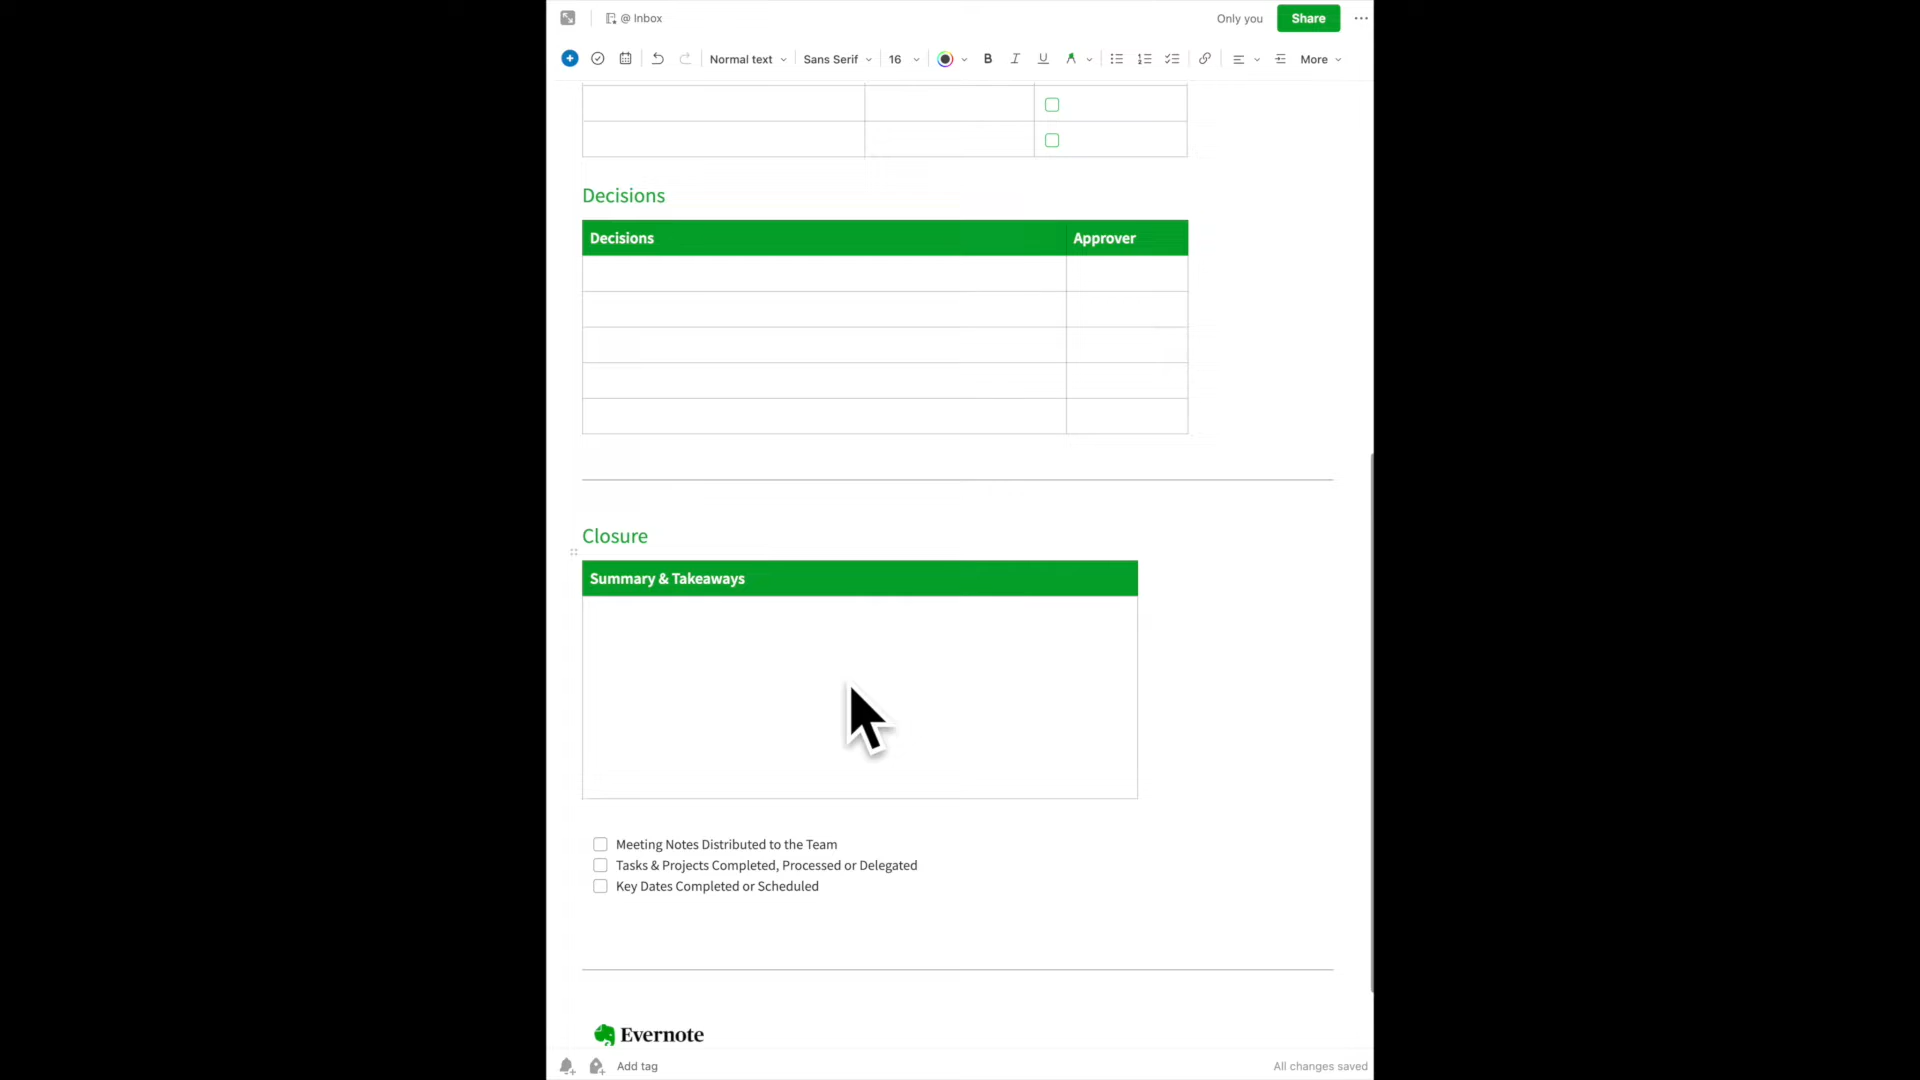 @ Inbox
Only you
Share
Normal text
Sans Serif
16
B
I
U
More
Decisions
Decisions
Approver
Closure
Summary & Takeaways
Meeting Notes Distributed to the Team
Tasks & Projects Completed, Processed or Delegated
Key Dates Completed or Scheduled
Evernote
Add tag
All changes saved